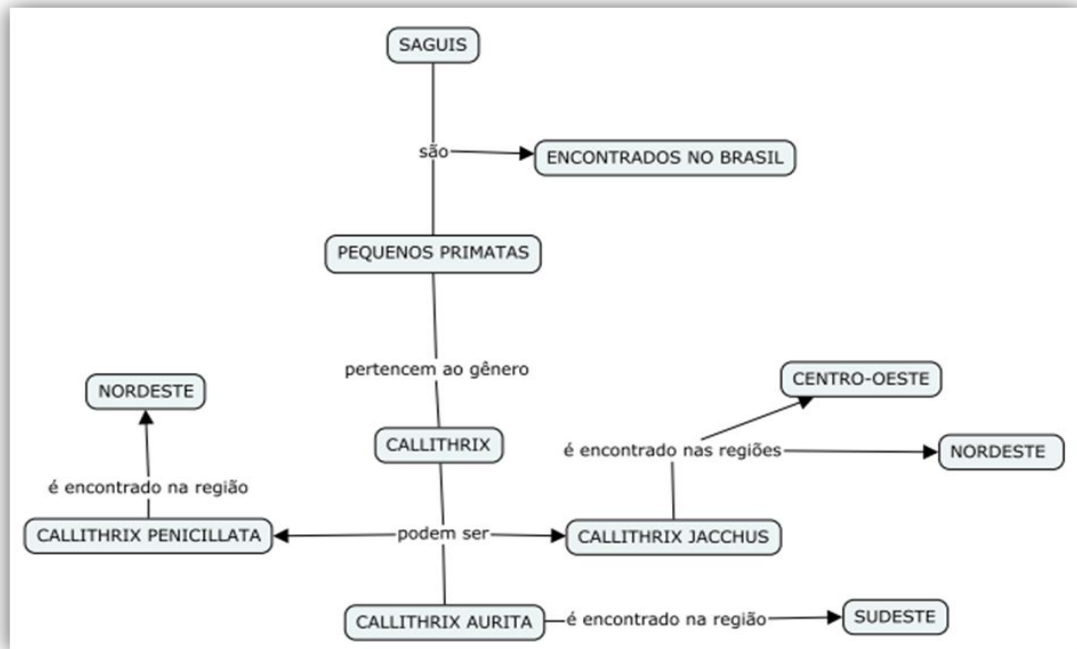 SAGUIS
são
ENCONTRADOS NO BRASIL
PEQUENOS PRIMATAS
pertencem ao gênero
CALLITHRIX
podem ser
CALLITHRIX PENICILLATA
é encontrado na região
NORDESTE
CALLITHRIX JACCHUS
é encontrado nas regiões
CENTRO-OESTE
NORDESTE
CALLITHRIX AURITA
é encontrado na região
SUDESTE